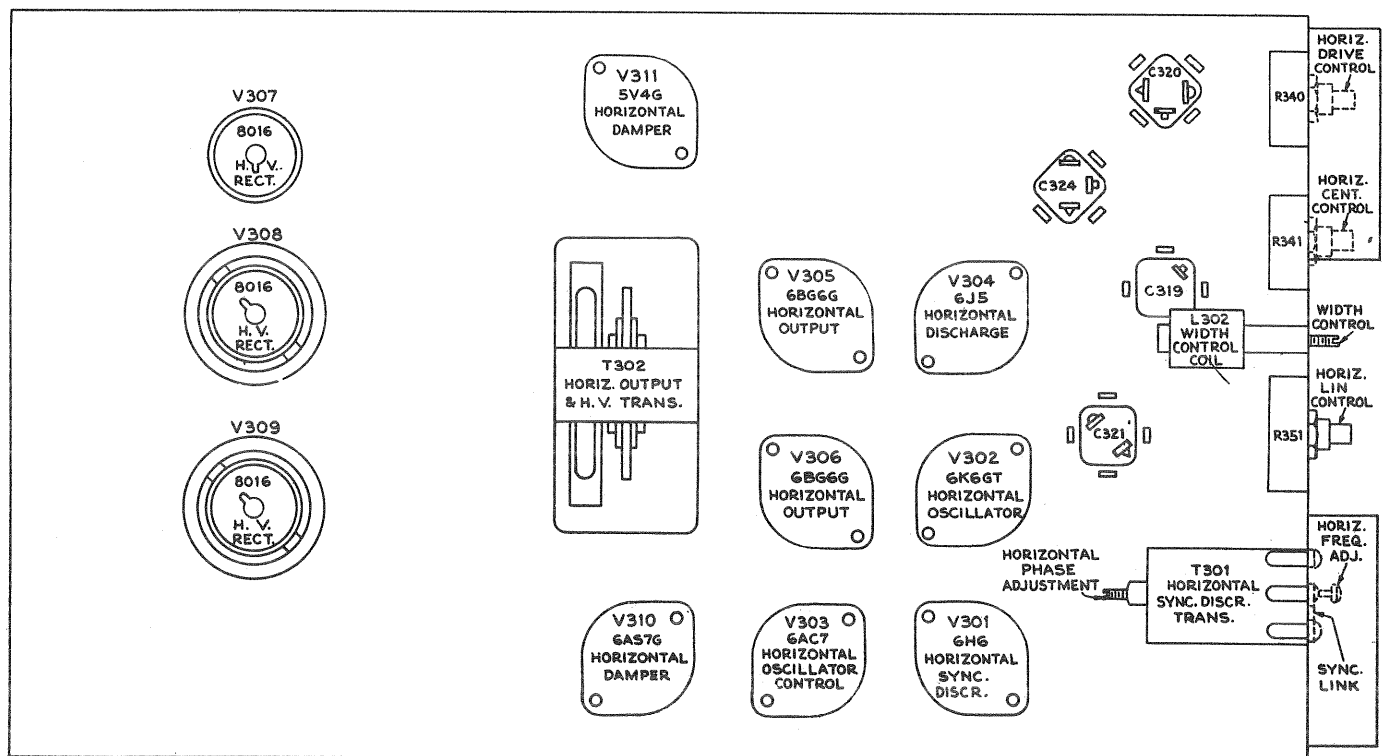 V307
8016
H. V.
RECT.
V308
8016
H. V.
RECT.
V309
8016
H. V.
RECT.
V311
5V4G
HORIZONTAL
DAMPER
T302
HORIZ. OUTPUT
& H.V. TRANS.
V310
6AS7G
HORIZONTAL
DAMPER
V305
6BG6G
HORIZONTAL
OUTPUT
V304
6J5
HORIZONTAL
DISCHARGE
V306
6BG6G
HORIZONTAL
OUTPUT
V302
6K6GT
HORIZONTAL
OSCILLATOR
V303
6AC7
HORIZONTAL
OSCILLATOR
CONTROL
V301
6H6
HORIZONTAL
SYNC.
DISCR.
C320
C324
C319
L302
WIDTH
CONTROL
COIL
C321
HORIZONTAL
PHASE
ADJUSTMENT
T301
HORIZONTAL
SYNC. DISCR.
TRANS.
R340
HORIZ.
DRIVE
CONTROL
R341
HORIZ.
CENT.
CONTROL
WIDTH
CONTROL
R351
HORIZ.
LIN
CONTROL
HORIZ.
FREQ.
ADJ.
SYNC.
LINK